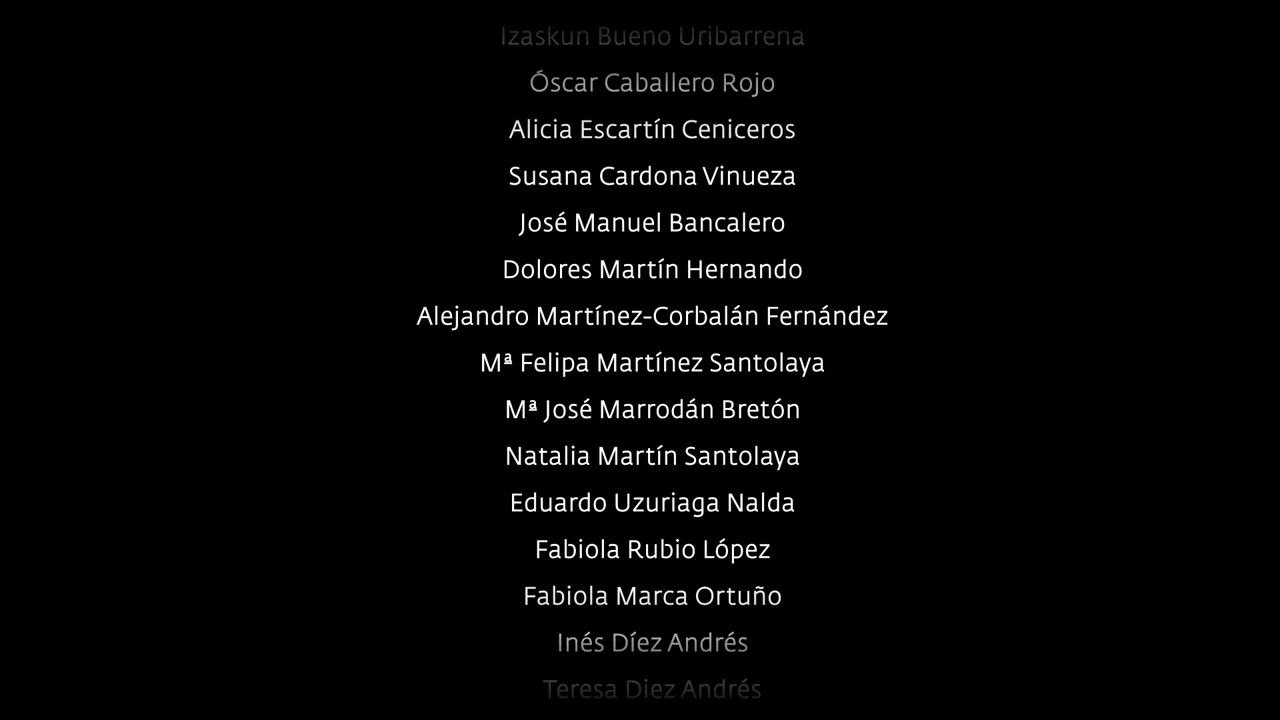 Izaskun Bueno Uribarrena
Óscar Caballero Rojo
Alicia Escartín Ceniceros
Susana Cardona Vinueza
José Manuel Bancalero
Dolores Martín Hernando
Alejandro Martínez-Corbalán Fernández
Mª Felipa Martínez Santolaya
Mª José Marrodán Bretón
Natalia Martín Santolaya
Eduardo Uzuriaga Nalda
Fabiola Rubio López
Fabiola Marca Ortuño
Inés Díez Andrés
Teresa Diez Andrés